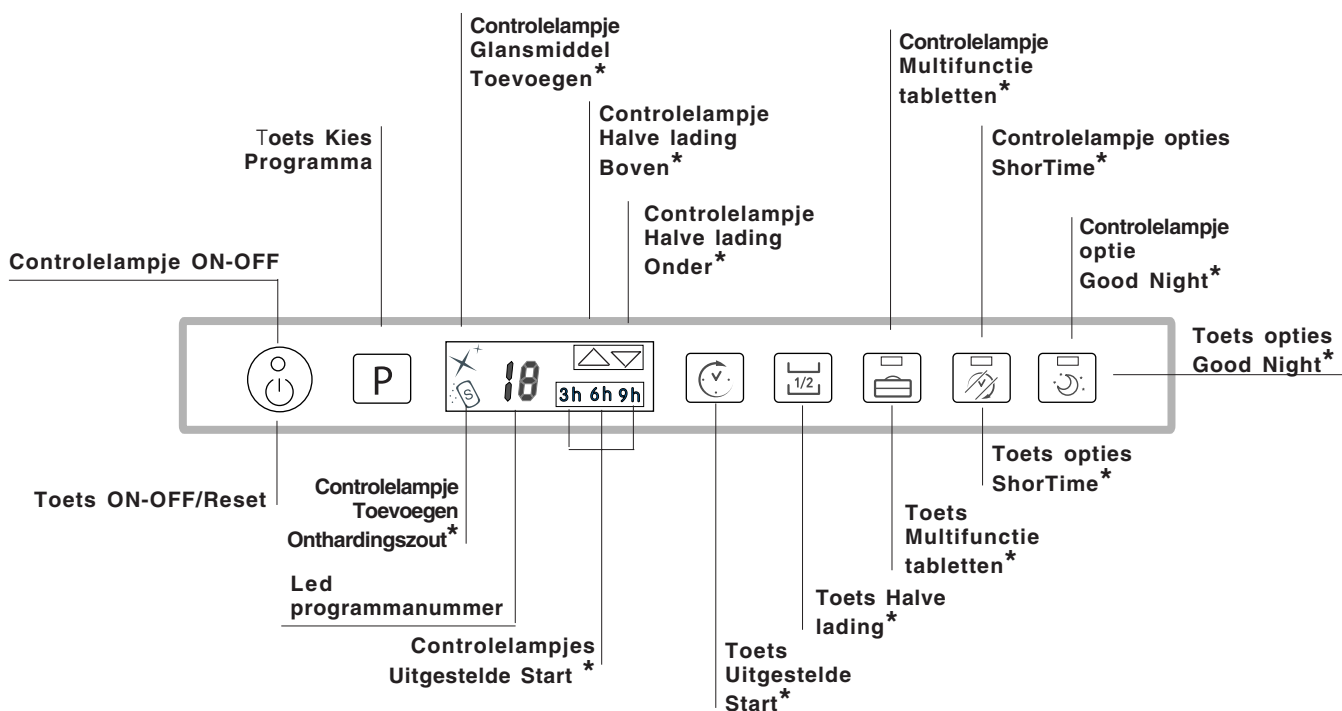 Controlelampje
Glansmiddel
Toevoegen*
Controlelampje
Multifunctie
tabletten*
Controlelampje
Halve lading
Boven*
Toets Kies
Programma
Controlelampje opties
ShorTime*
Controlelampje
Halve lading
Onder*
Controlelampje
optie
Good Night*
Controlelampje ON-OFF
Toets opties
Good Night*
P
S
18
3h 6h 9h
1/2
Toets ON-OFF/Reset
Controlelampje
Toevoegen
Onthardingszout*
Toets opties
ShorTime*
Toets
Multifunctie
tabletten*
Led
programmanummer
Toets Halve
lading*
Controlelampjes
Uitgestelde Start *
Toets
Uitgestelde
Start*